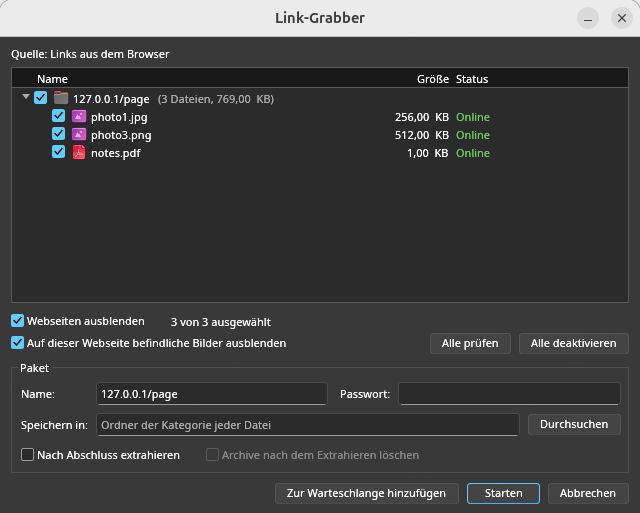 Link-Grabber
Quelle: Links aus dem Browser
Name Größe Status
127.0.0.1/page (3 Dateien, 769,00 KB)
photo1.jpg 256,00 KB Online
photo3.png 512,00 KB Online
notes.pdf 1,00 KB Online
Webseiten ausblenden 3 von 3 ausgewählt
Auf dieser Webseite befindliche Bilder ausblenden Alle prüfen Alle deaktivieren
Paket
Name: 127.0.0.1/page Passwort:
Speichern in: Ordner der Kategorie jeder Datei Durchsuchen
Nach Abschluss extrahieren Archive nach dem Extrahieren löschen
Zur Warteschlange hinzufügen Starten Abbrechen